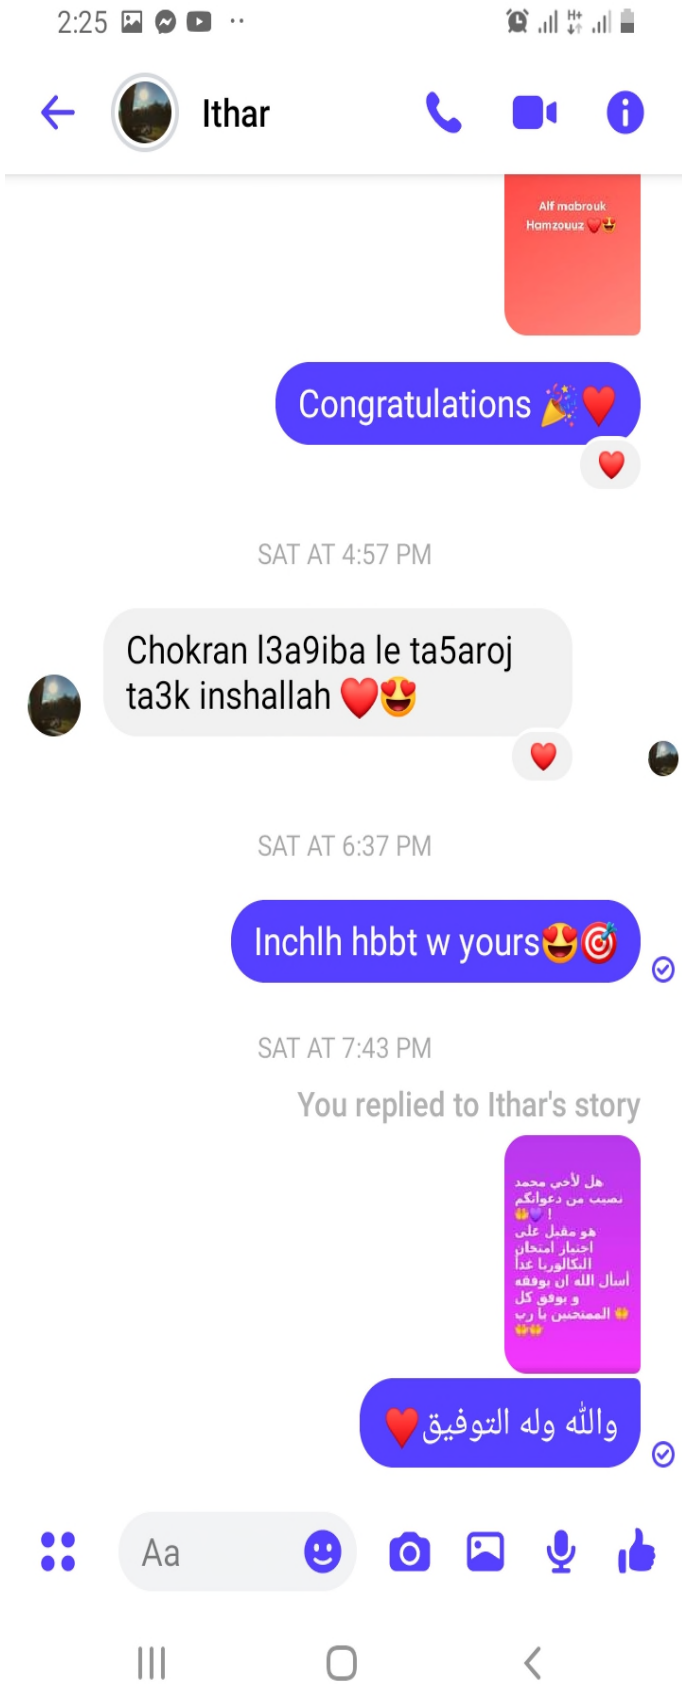 2:25
H+
Ithar
Alf mabrouk
Hamzouuz ❤️😍
Congratulations 🎉❤️
❤️
SAT AT 4:57 PM
Chokran l3a9iba le ta5aroj
ta3k inshallah ❤️😍
❤️
SAT AT 6:37 PM
Inchlh hbbt w yours😍🎯
SAT AT 7:43 PM
You replied to Ithar's story
هل لأخي محمد
نصيب من دعواتكم
🤲💜 !
هو مقبل على
اجتياز امتحان
البكالوريا غداً
أسأل الله ان يوفقه
و يوفق كل
الممتحنين يا رب 🤲
🤲🤲
والله وله التوفيق❤️
Aa